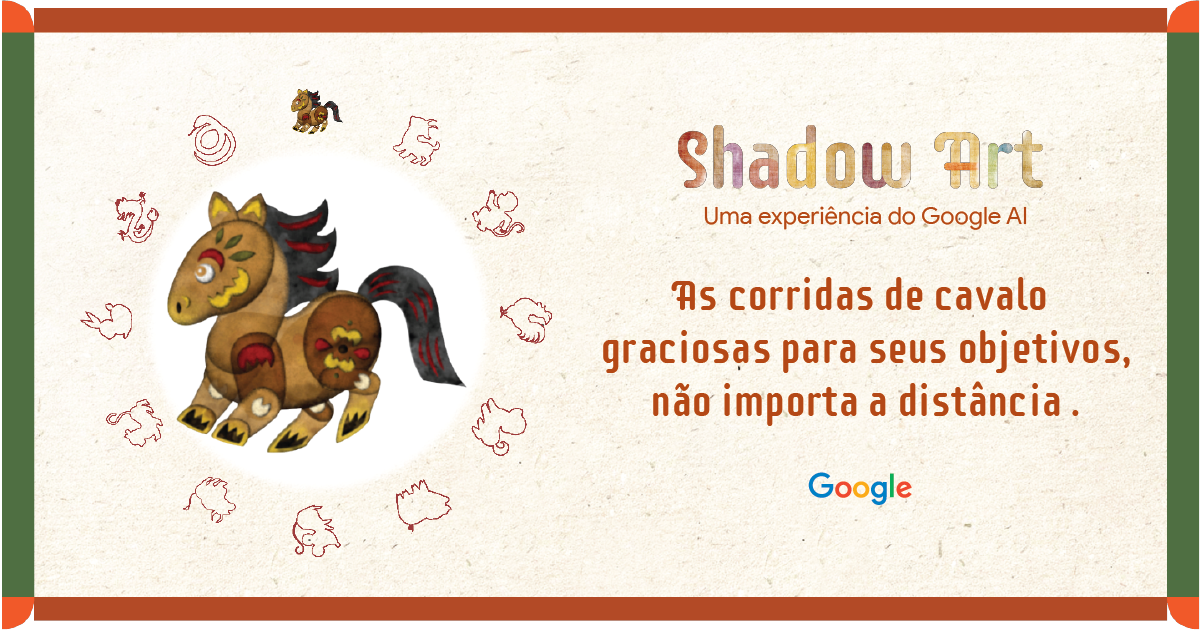 Shadow Art
Uma experiência do Google AI
As corridas de cavalo
graciosas para seus objetivos,
não importa a distância .
Google